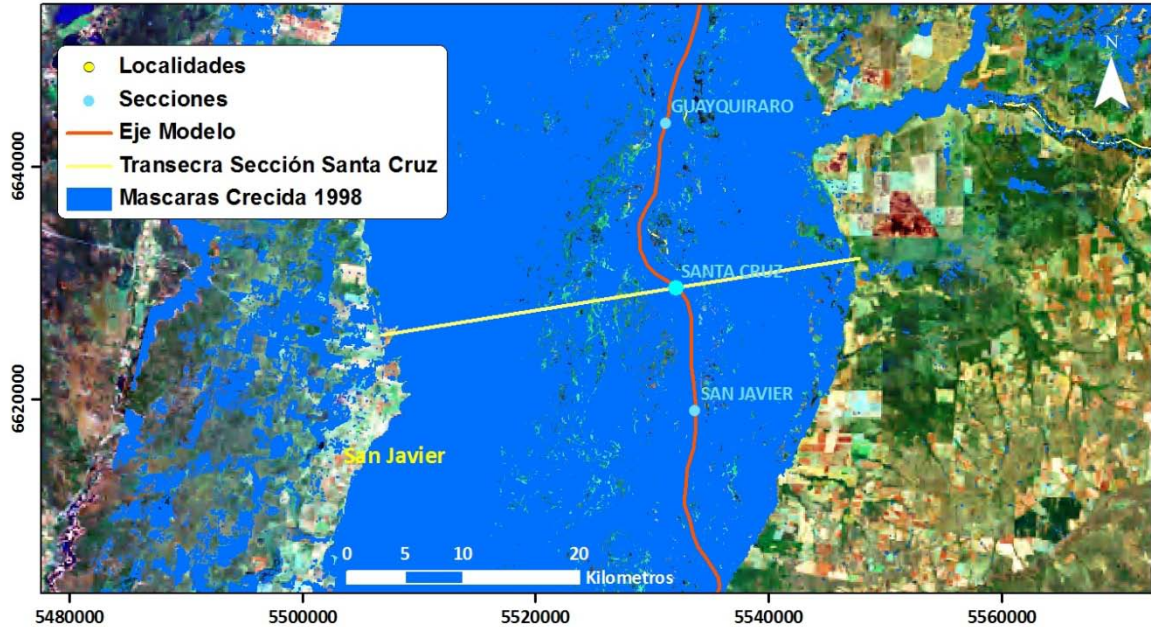 Localidades
Secciones
Eje Modelo
Transecra Sección Santa Cruz
Mascaras Crecida 1998
N
GUAYQUIRARO
SANTA CRUZ
SAN JAVIER
San Javier
0 5 10 20
Kilometros
6640000
6620000
5480000 5500000 5520000 5540000 5560000